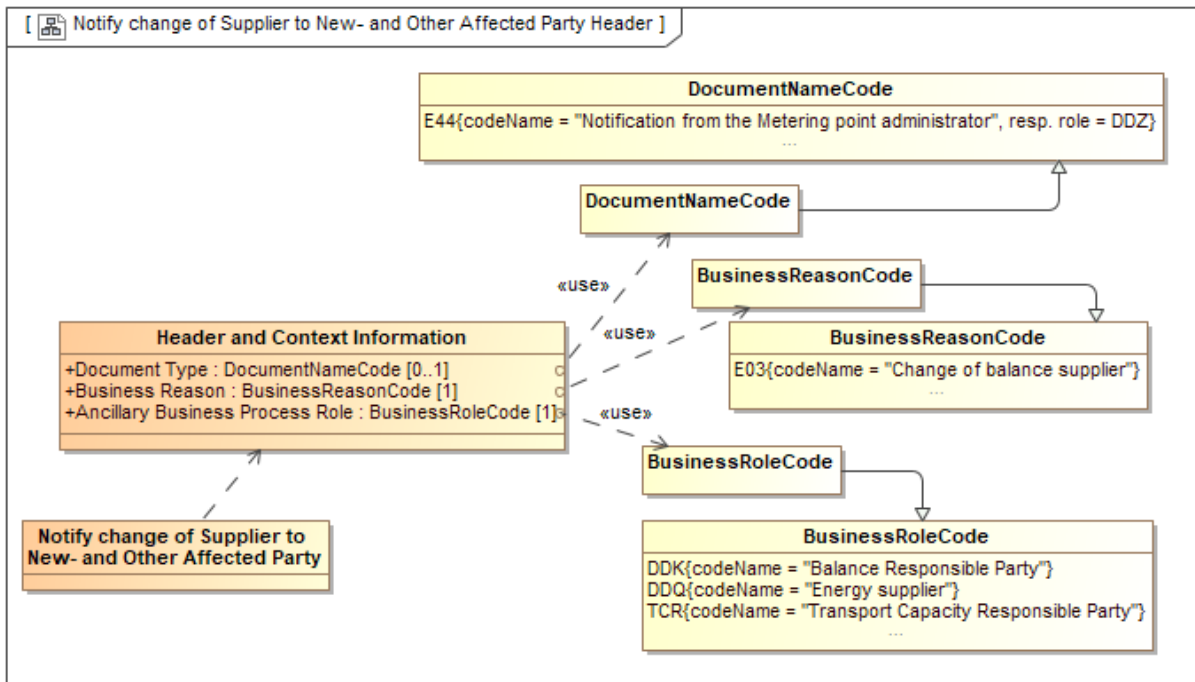 [ Notify change of Supplier to New- and Other Affected Party Header ]
DocumentNameCode
E44{codeName = "Notification from the Metering point administrator", resp. role = DDZ}
...
DocumentNameCode
«use»
BusinessReasonCode
«use»
Header and Context Information
+Document Type : DocumentNameCode [0..1]
+Business Reason : BusinessReasonCode [1]
+Ancillary Business Process Role : BusinessRoleCode [1]
BusinessReasonCode
E03{codeName = "Change of balance supplier"}
...
«use»
BusinessRoleCode
Notify change of Supplier to
New- and Other Affected Party
BusinessRoleCode
DDK{codeName = "Balance Responsible Party"}
DDQ{codeName = "Energy supplier"}
TCR{codeName = "Transport Capacity Responsible Party"}
...